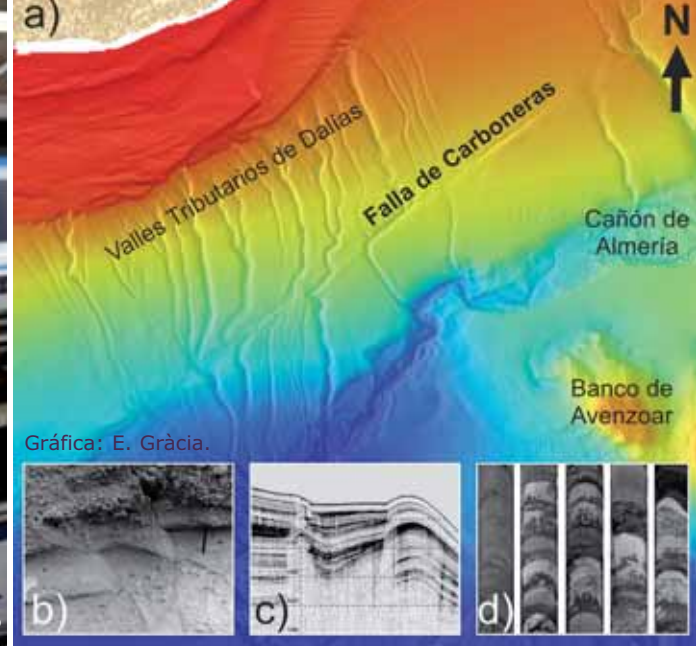 a)
N
Valles Tributarios de Dalías
Falla de Carboneras
Cañón de
Almería
Banco de
Avenzoar
Gráfica: E. Gràcia.
b)
c)
d)